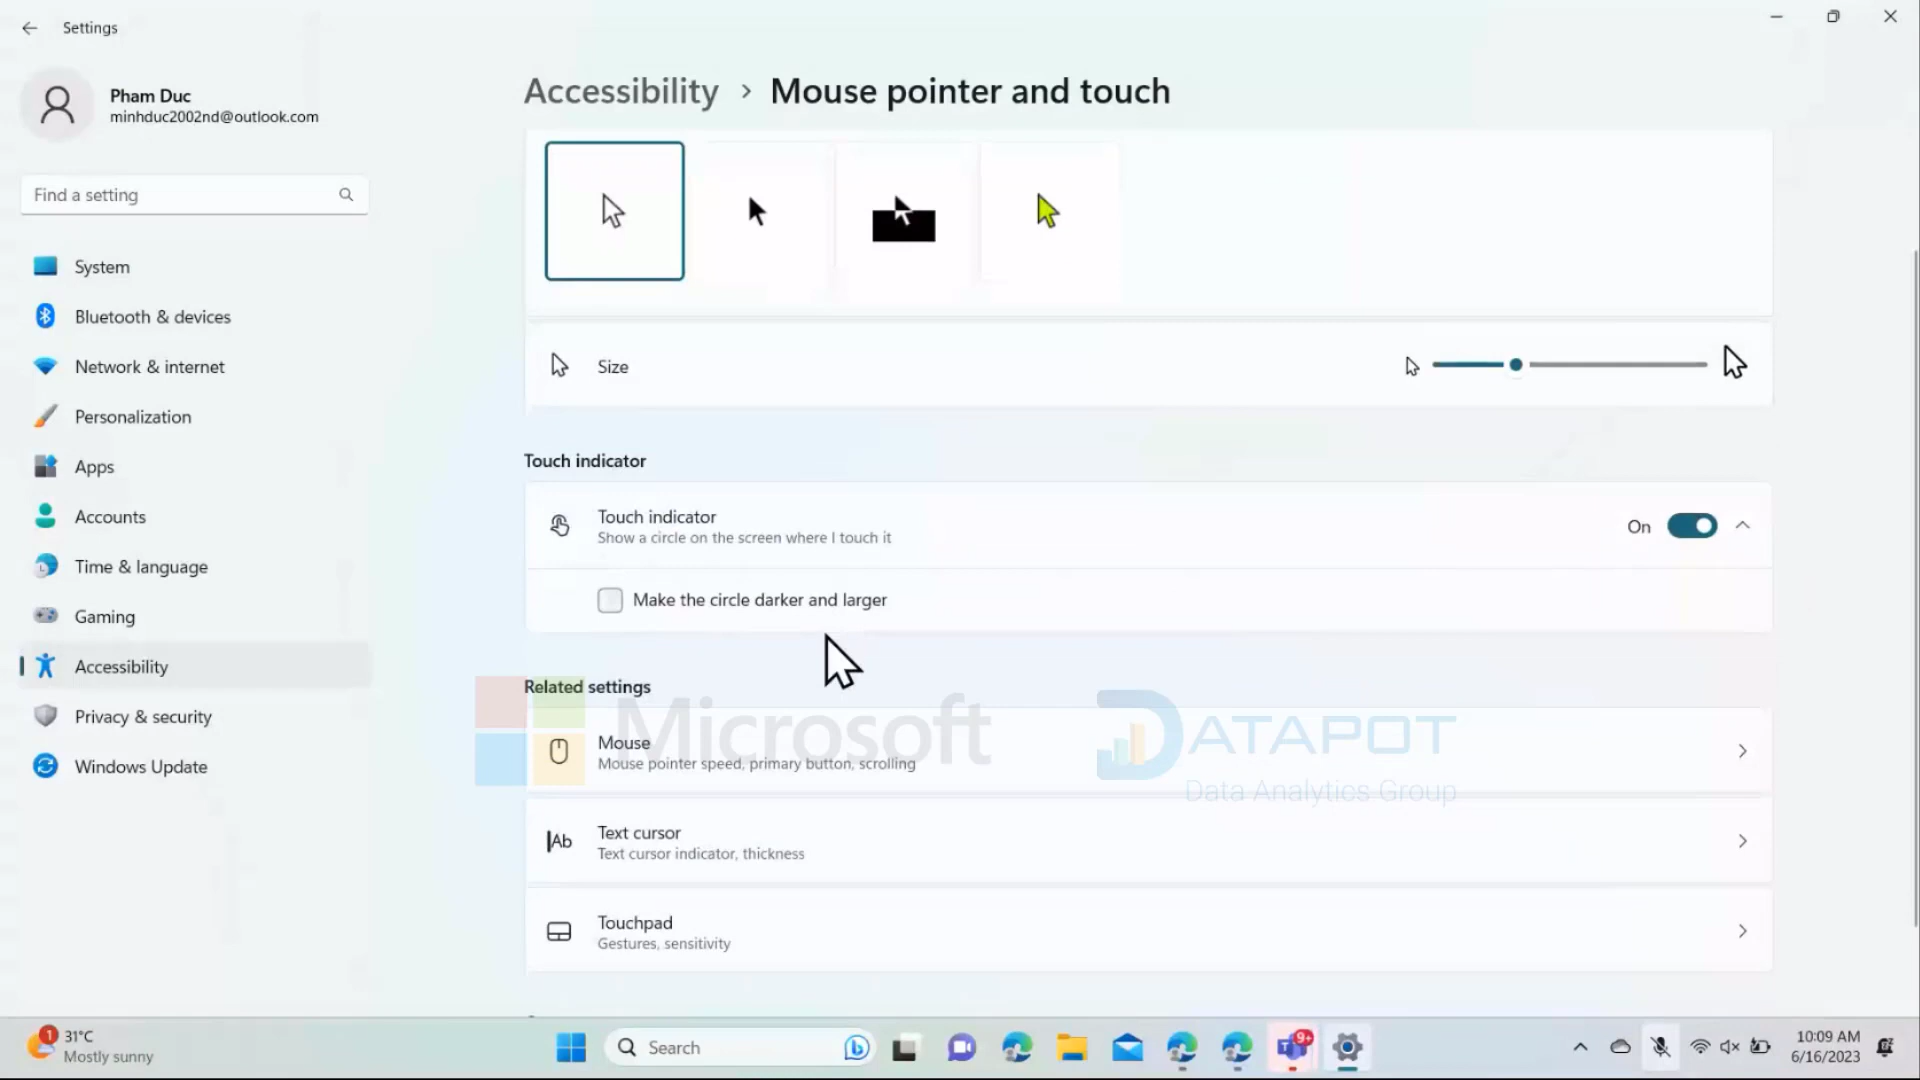 Settings
Pham Duc
minhduc2002nd@outlook.com
Find a setting
System
Bluetooth & devices
Network & internet
Personalization
Apps
Accounts
Time & language
Gaming
Accessibility
Privacy & security
Windows Update
Accessibility > Mouse pointer and touch
Size
Touch indicator
Touch indicator
Show a circle on the screen where I touch it
On
Make the circle darker and larger
Related settings
Microsoft
DATAPOT
Data Analytics Group
Mouse
Mouse pointer speed, primary button, scrolling
Ab
Text cursor
Text cursor indicator, thickness
Touchpad
Gestures, sensitivity
1
31°C
Mostly sunny
Search
9+
10:09 AM
6/16/2023